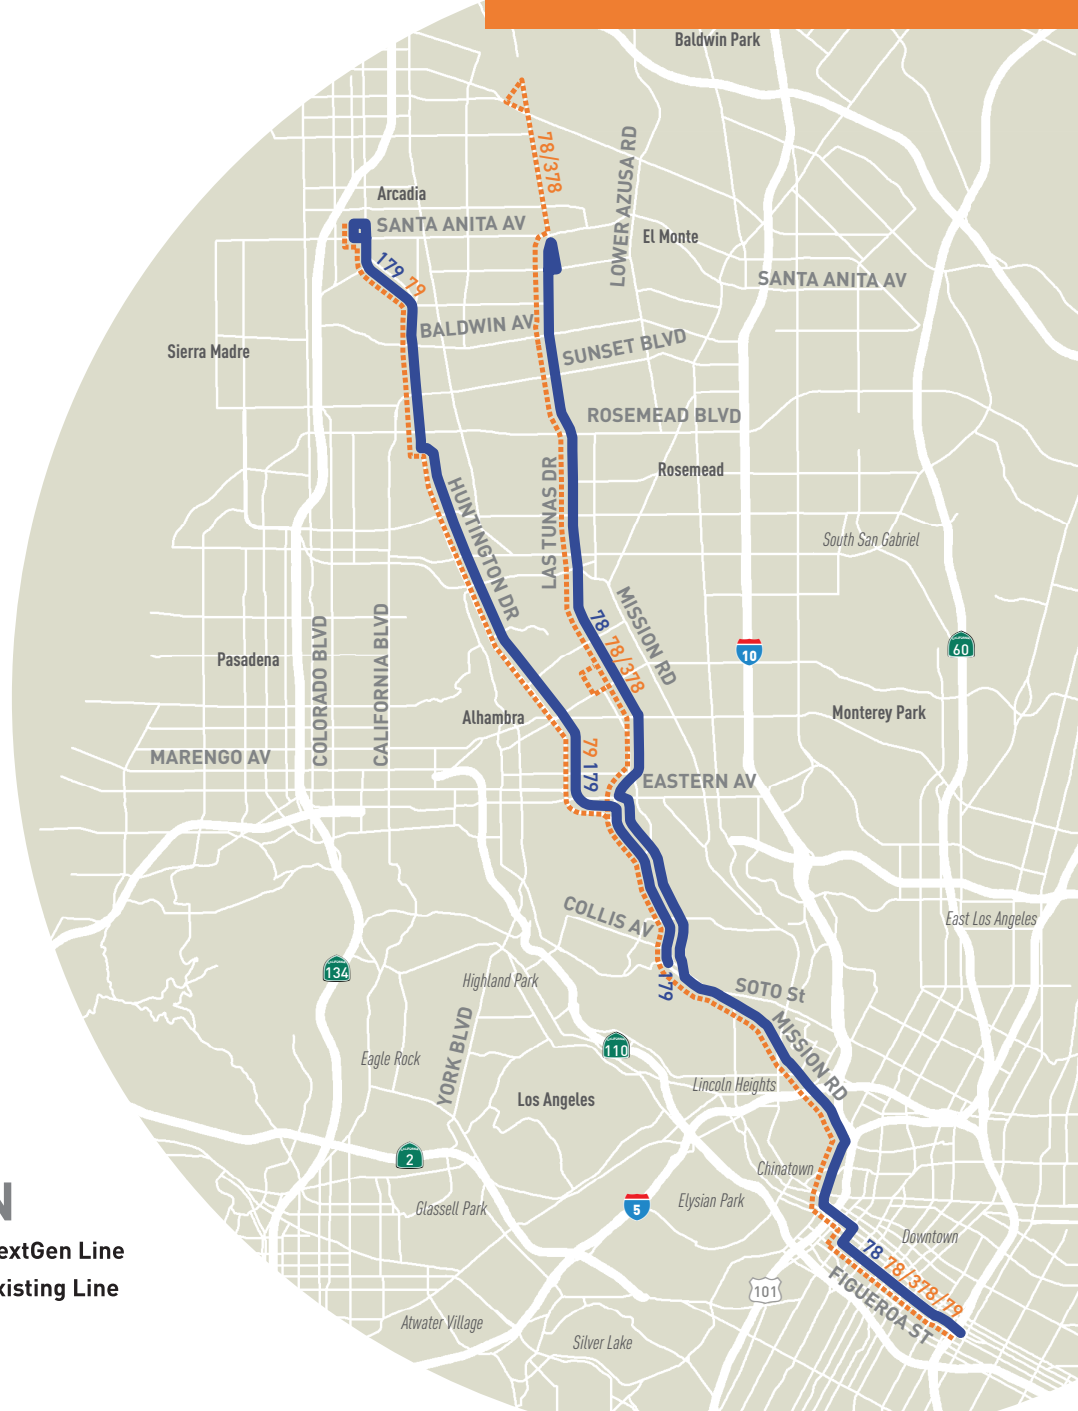 Baldwin Park
78/378
LOWER AZUSA RD
Arcadia
SANTA ANITA AV
El Monte
179 79
SANTA ANITA AV
BALDWIN AV
SUNSET BLVD
Sierra Madre
ROSEMEAD BLVD
LAS TUNAS DR
Rosemead
HUNTINGTON DR
South San Gabriel
MISSION RD
78 78/378
COLORADO BLVD
CALIFORNIA BLVD
Pasadena
10
60
Alhambra
Monterey Park
MARENGO AV
79 179
EASTERN AV
COLLIS AV
East Los Angeles
134
Highland Park
179
SOTO St
MISSION RD
YORK BLVD
110
Eagle Rock
Lincoln Heights
Los Angeles
2
Chinatown
5
Glassell Park
Elysian Park
N
Downtown
extGen Line
78 78/378/79
xisting Line
101
FIGUEROA ST
Atwater Village
Silver Lake